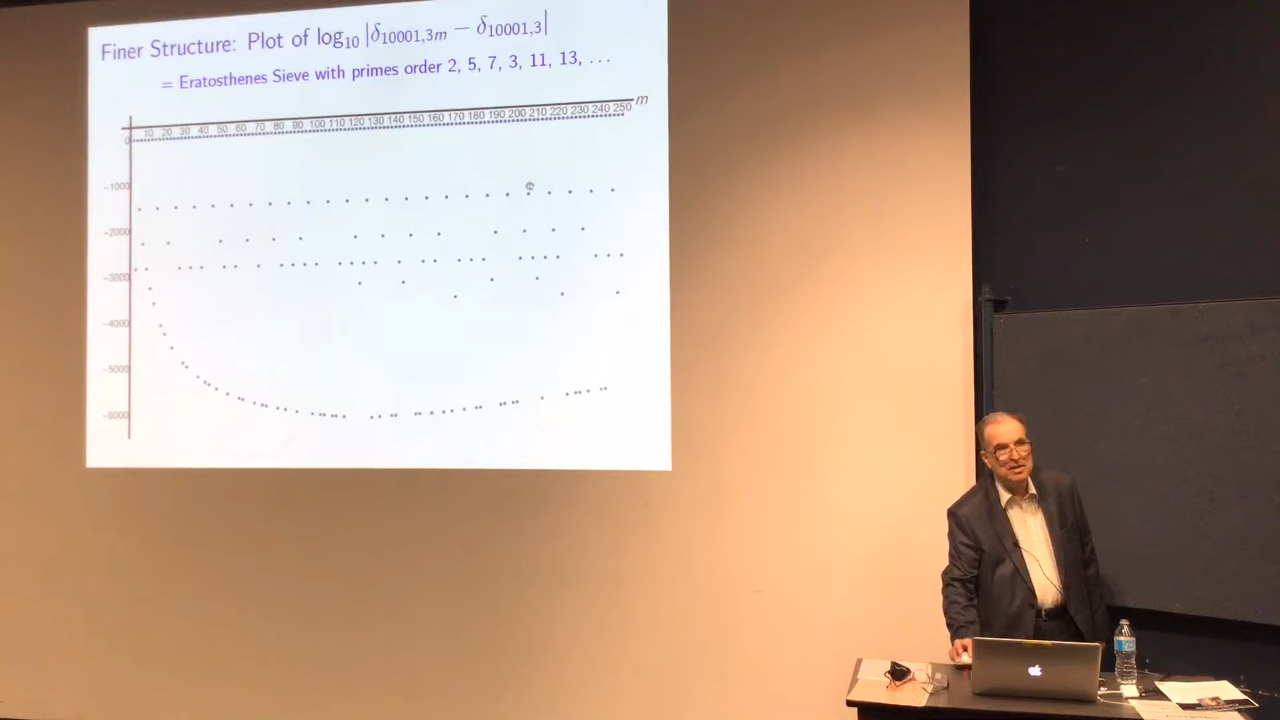 Finer Structure: Plot of log₁₀ |δ₁₀₀₀₁,₃ₘ − δ₁₀₀₀₁,₃|
= Eratosthenes Sieve with primes order 2, 5, 7, 3, 11, 13, . . .
m
10 20 30 40 50 60 70 80 90 100 110 120 130 140 150 160 170 180 190 200 210 220 230 240 250
0
−1000
−2000
−3000
−4000
−5000
−6000